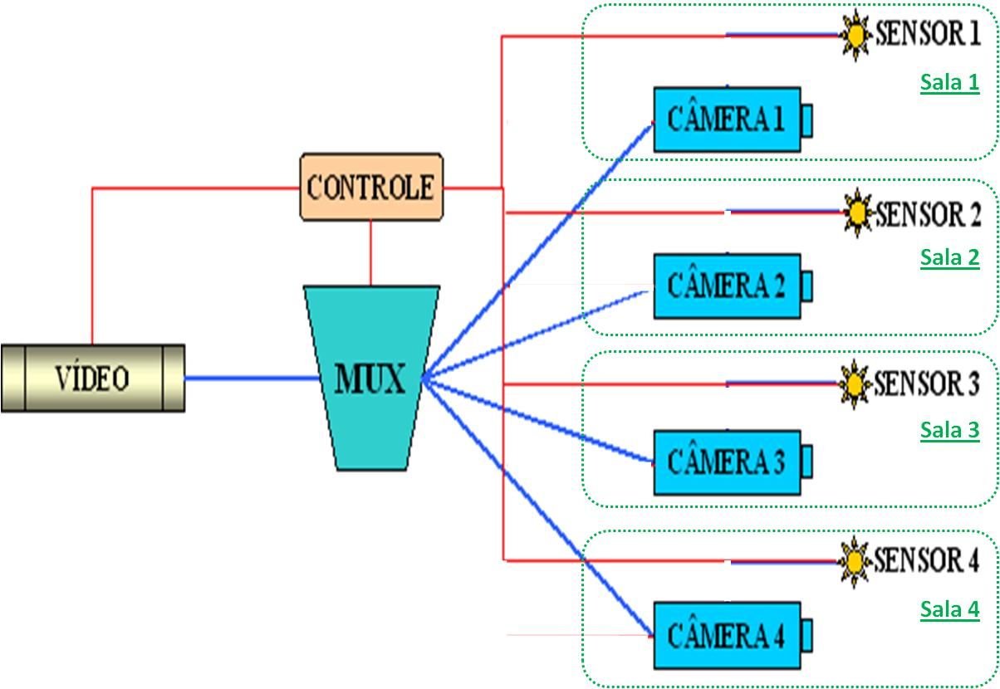 SENSOR 1
Sala 1
CÂMERA 1
CONTROLE
SENSOR 2
Sala 2
CÂMERA 2
VÍDEO
MUX
SENSOR 3
Sala 3
CÂMERA 3
SENSOR 4
Sala 4
CÂMERA 4